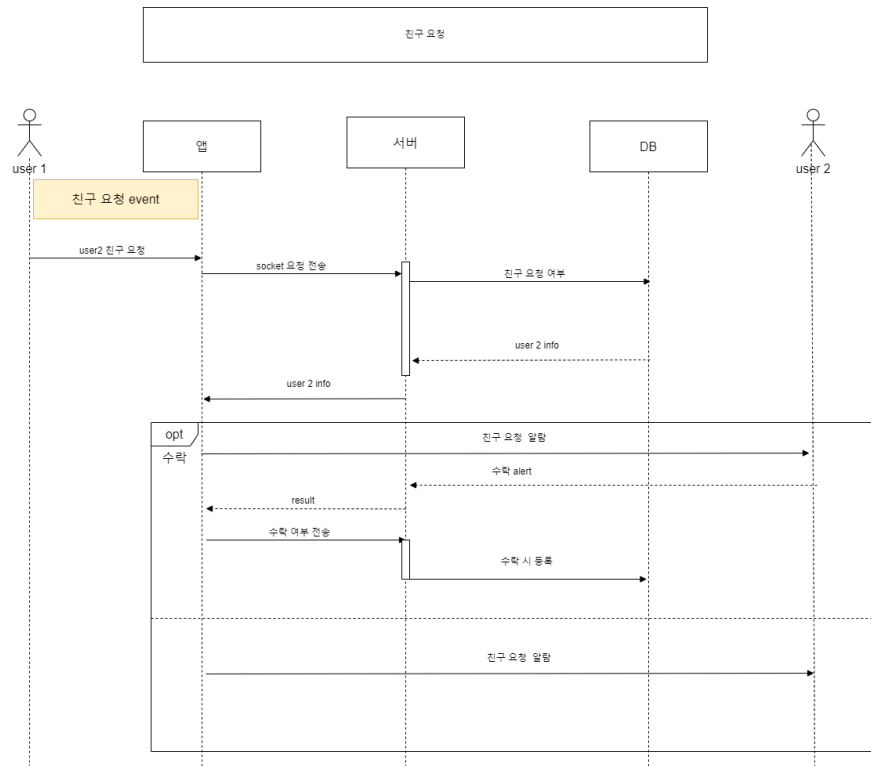 친구 요청
앱
서버
DB
user 1
user 2
친구 요청 event
user2 친구 요청
socket 요청 전송
친구 요청 여부
user 2 info
user 2 info
opt
수락
친구 요청 알람
수락 alert
result
수락 여부 전송
수락 시 등록
친구 요청 알람